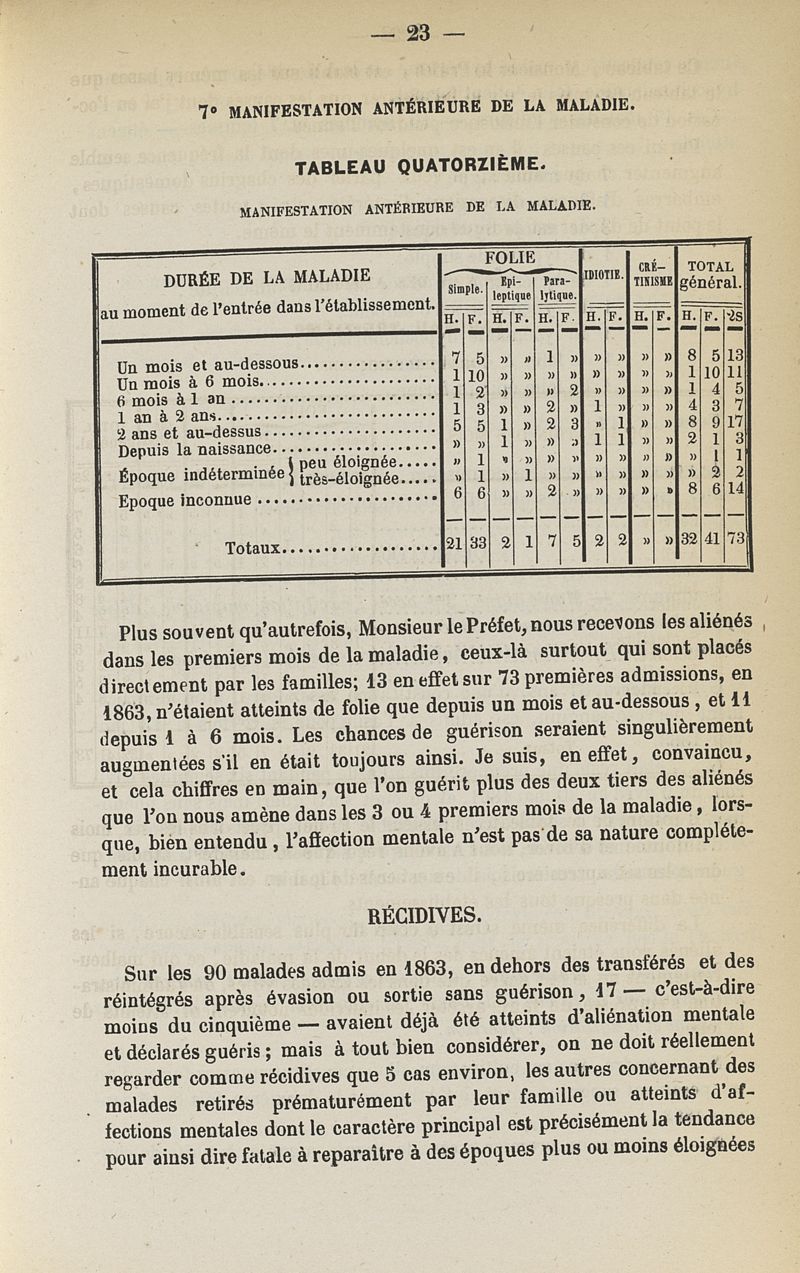 — 23 —
7° MANIFESTATION ANTÉRIEURE DE LA MALADIE.
TABLEAU QUATORZIÈME.
MANIFESTATION ANTÉRIEURE DE LA MALADIE.
DURÉE DE LA MALADIE au moment de l'entrée dans l'établissement. FOLIE IDIOTIE. CRÉ-TINISME TOTAL général.
Simple. Epi-leptique Para-lytique.
H. F. H. F. H. F. H. F. H. F. H. F. 2s
Un mois et au-dessous................. 7 5 » » 1 » » » » » 8 5 13
Un mois à 6 mois....................... 1 10 » » » » » » » » 1 10 11
6 mois à 1 an ......................... 1 2 » » » 2 » » » » 1 4 5
1 an à 2 ans........................... 1 3 » » 2 » 1 » » » 4 3 7
2 ans et au-dessus ..................... 5 5 1 » 2 3 » 1 » » 8 9 17
Depuis la naissance.................... » » 1 » » » 1 1 » » 2 1 3
Époque indéterminée { peu éloignée..... » 1 » » » » » » » » » 1 1
{ très-éloignée..... » 1 » 1 » » » » » » » 2 2
Epoque inconnue ...................... 6 6 » » 2 » » » » » 8 6 14
Totaux.................... 21 33 2 1 7 5 2 2 » » 32 41 73
Plus souvent qu'autrefois, Monsieur le Préfet, nous recevons les aliénés
dans les premiers mois de la maladie, ceux-là surtout qui sont placés
directement par les familles; 13 en effet sur 73 premières admissions, en
1863, n'étaient atteints de folie que depuis un mois et au-dessous, et 11
depuis 1 à 6 mois. Les chances de guérison seraient singulièrement
augmentées s'il en était toujours ainsi. Je suis, en effet, convaincu,
et cela chiffres en main, que l'on guérit plus des deux tiers des aliénés
que l'on nous amène dans les 3 ou 4 premiers mois de la maladie, lors-
que, bien entendu, l'affection mentale n'est pas de sa nature complète-
ment incurable.
RÉCIDIVES.
Sur les 90 malades admis en 1863, en dehors des transférés et des
réintégrés après évasion ou sortie sans guérison, 17 — c'est-à-dire
moins du cinquième — avaient déjà été atteints d'aliénation mentale
et déclarés guéris; mais à tout bien considérer, on ne doit réellement
regarder comme récidives que 5 cas environ, les autres concernant des
malades retirés prématurément par leur famille ou atteints d'af-
fections mentales dont le caractère principal est précisément la tendance
pour ainsi dire fatale à reparaître à des époques plus ou moins éloignées